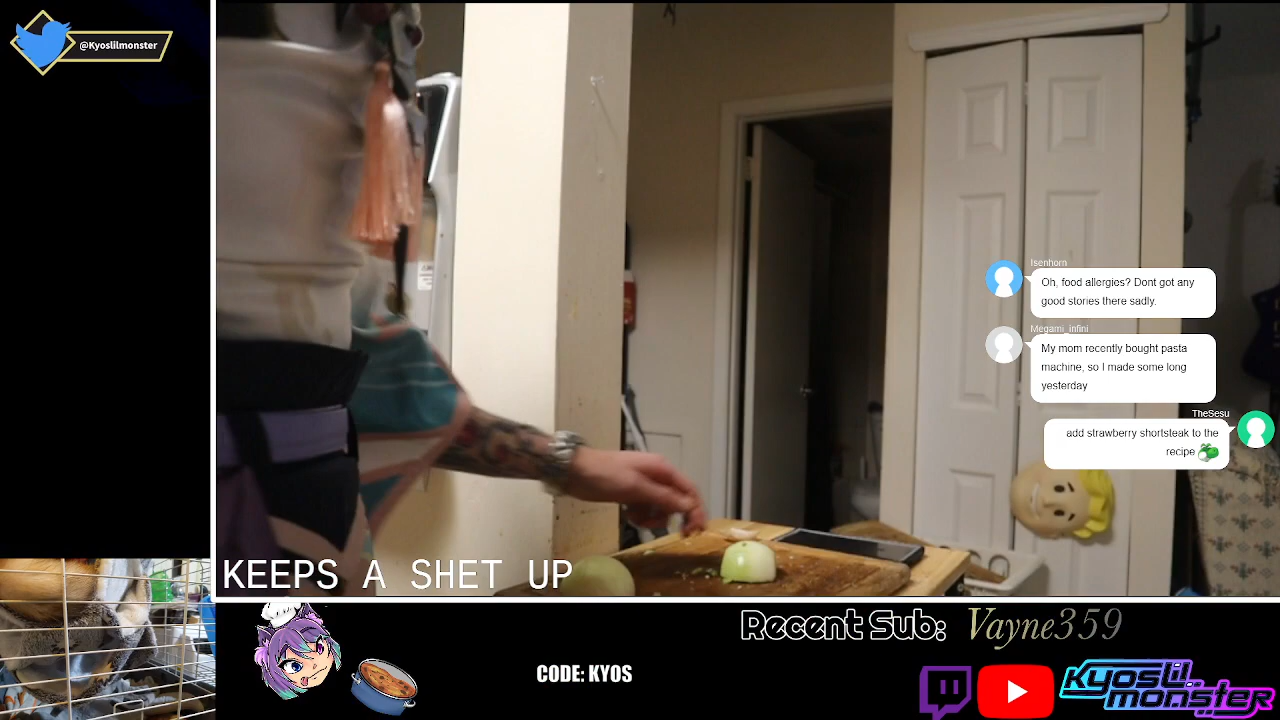 @Kyoslilmonster
Isenhorn
Oh, food allergies? Dont got any
good stories there sadly.
Megami_infini
My mom recently bought pasta
machine, so I made some long
yesterday
TheSesu
add strawberry shortsteak to the
recipe
KEEPS A SHET UP
Recent Sub: Vayne359
CODE: KYOS
KyosLil
monster